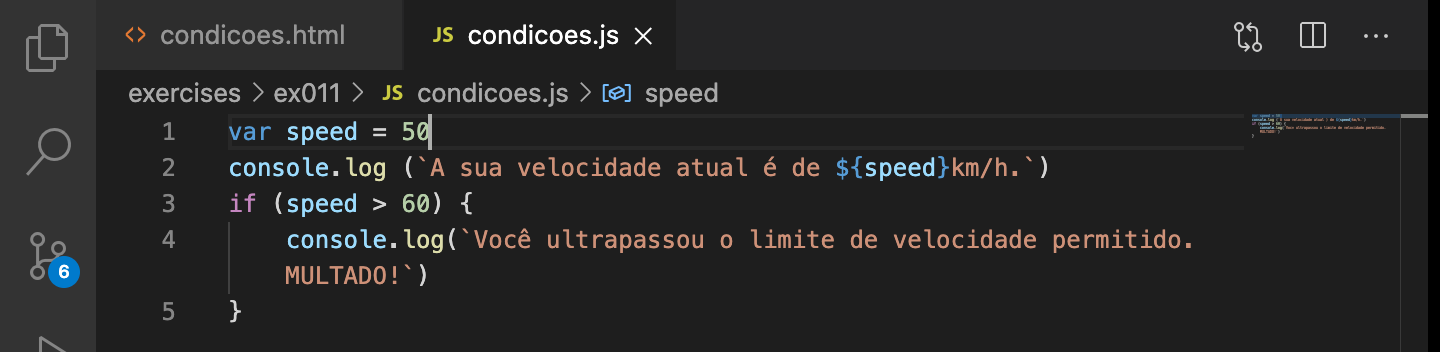 <> condicoes.html JS condicoes.js ×
exercises > ex011 > JS condicoes.js > speed
1 var speed = 50
2 console.log (`A sua velocidade atual é de ${speed}km/h.`)
3 if (speed > 60) {
4 console.log(`Você ultrapassou o limite de velocidade permitido.
MULTADO!`)
5 }
6